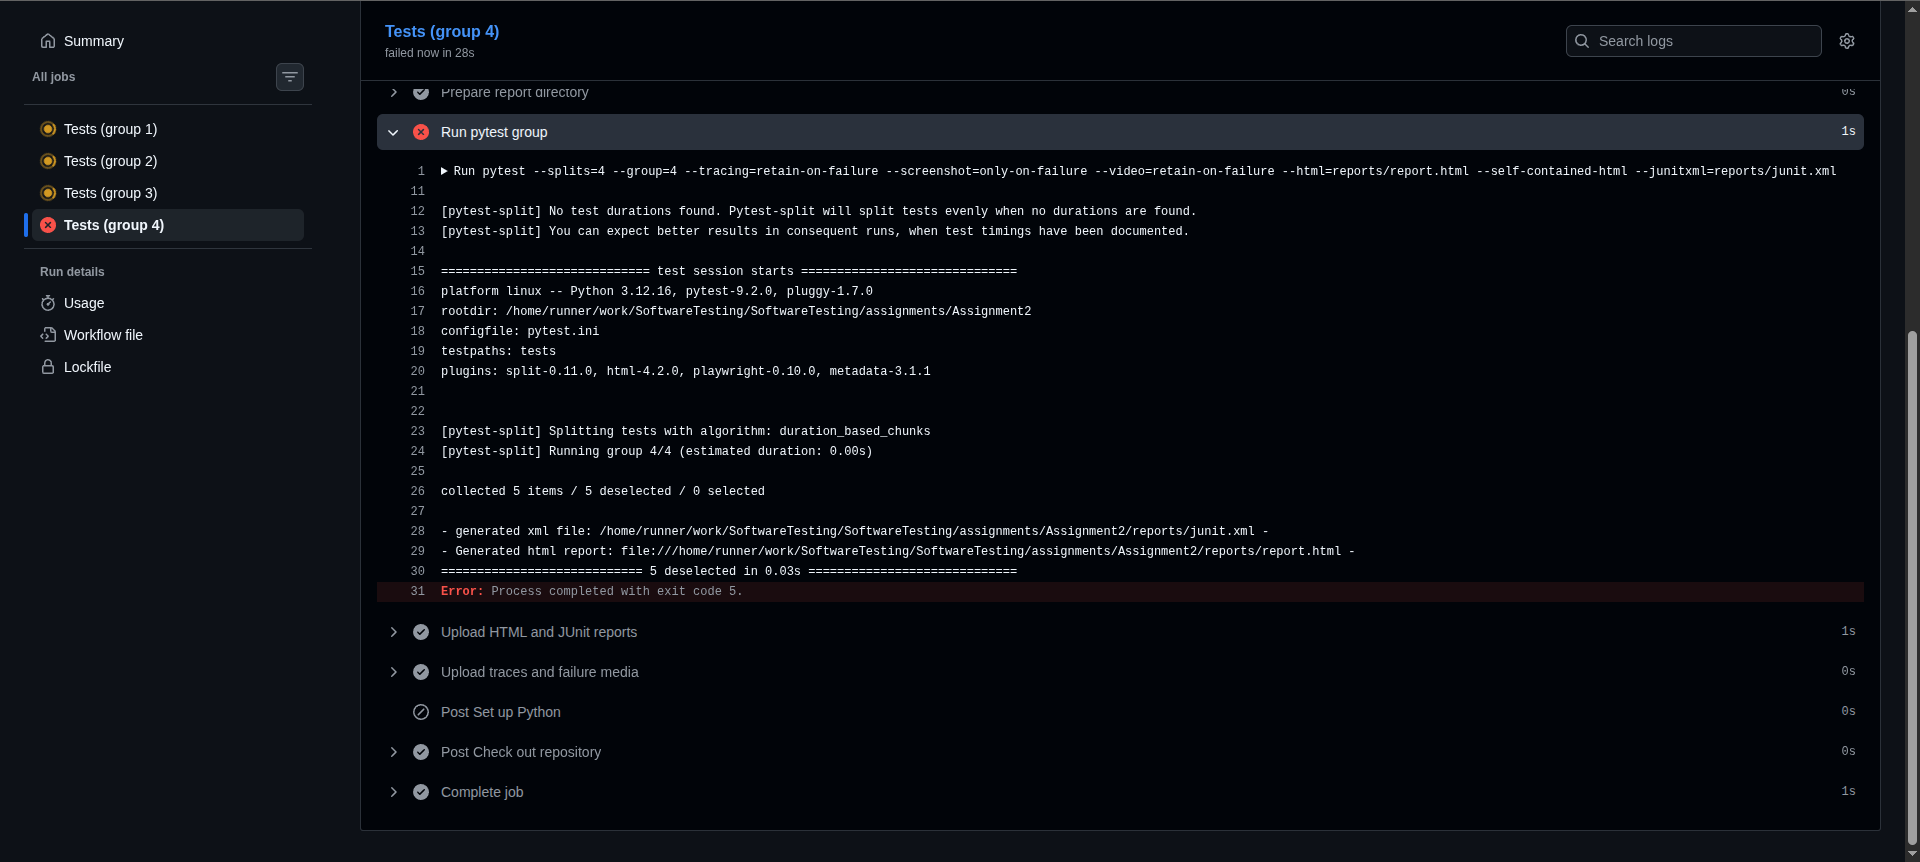 Summary
All jobs
Tests (group 1)
Tests (group 2)
Tests (group 3)
Tests (group 4)
Run details
Usage
Workflow file
Lockfile
Tests (group 4)
failed now in 28s
Search logs
Prepare report directory 0s
Run pytest group 1s
1 Run pytest --splits=4 --group=4 --tracing=retain-on-failure --screenshot=only-on-failure --video=retain-on-failure --html=reports/report.html --self-contained-html --junitxml=reports/junit.xml
11
12 [pytest-split] No test durations found. Pytest-split will split tests evenly when no durations are found.
13 [pytest-split] You can expect better results in consequent runs, when test timings have been documented.
14
15 ============================= test session starts ==============================
16 platform linux -- Python 3.12.16, pytest-9.2.0, pluggy-1.7.0
17 rootdir: /home/runner/work/SoftwareTesting/SoftwareTesting/assignments/Assignment2
18 configfile: pytest.ini
19 testpaths: tests
20 plugins: split-0.11.0, html-4.2.0, playwright-0.10.0, metadata-3.1.1
21
22
23 [pytest-split] Splitting tests with algorithm: duration_based_chunks
24 [pytest-split] Running group 4/4 (estimated duration: 0.00s)
25
26 collected 5 items / 5 deselected / 0 selected
27
28 - generated xml file: /home/runner/work/SoftwareTesting/SoftwareTesting/assignments/Assignment2/reports/junit.xml -
29 - Generated html report: file:///home/runner/work/SoftwareTesting/SoftwareTesting/assignments/Assignment2/reports/report.html -
30 ============================ 5 deselected in 0.03s =============================
31 Error: Process completed with exit code 5.
Upload HTML and JUnit reports 1s
Upload traces and failure media 0s
Post Set up Python 0s
Post Check out repository 0s
Complete job 1s